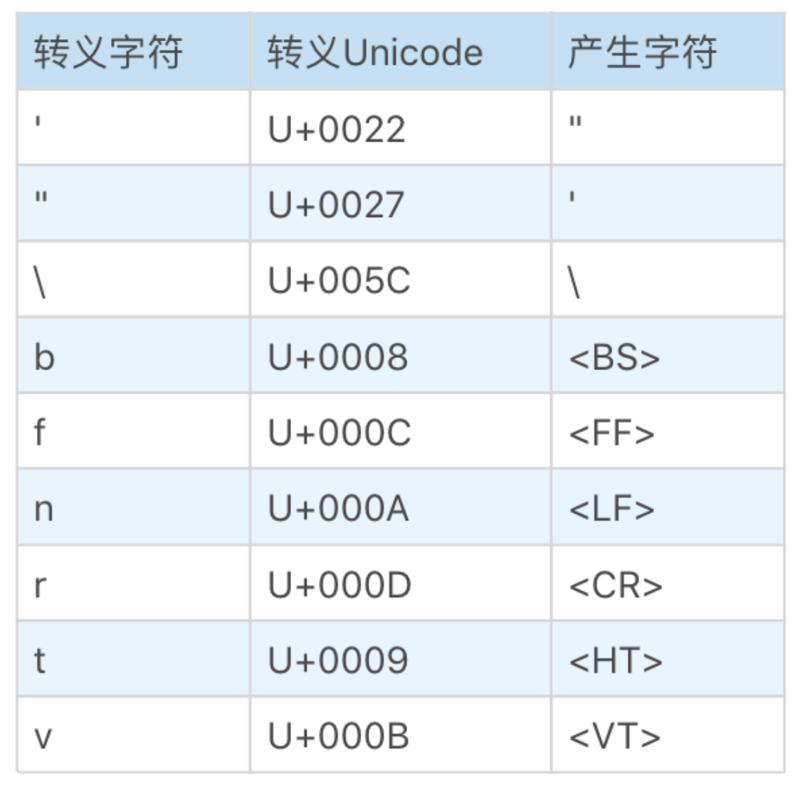 转义字符 转义Unicode 产生字符
' U+0022 "
" U+0027 '
\ U+005C \
b U+0008 <BS>
f U+000C <FF>
n U+000A <LF>
r U+000D <CR>
t U+0009 <HT>
v U+000B <VT>